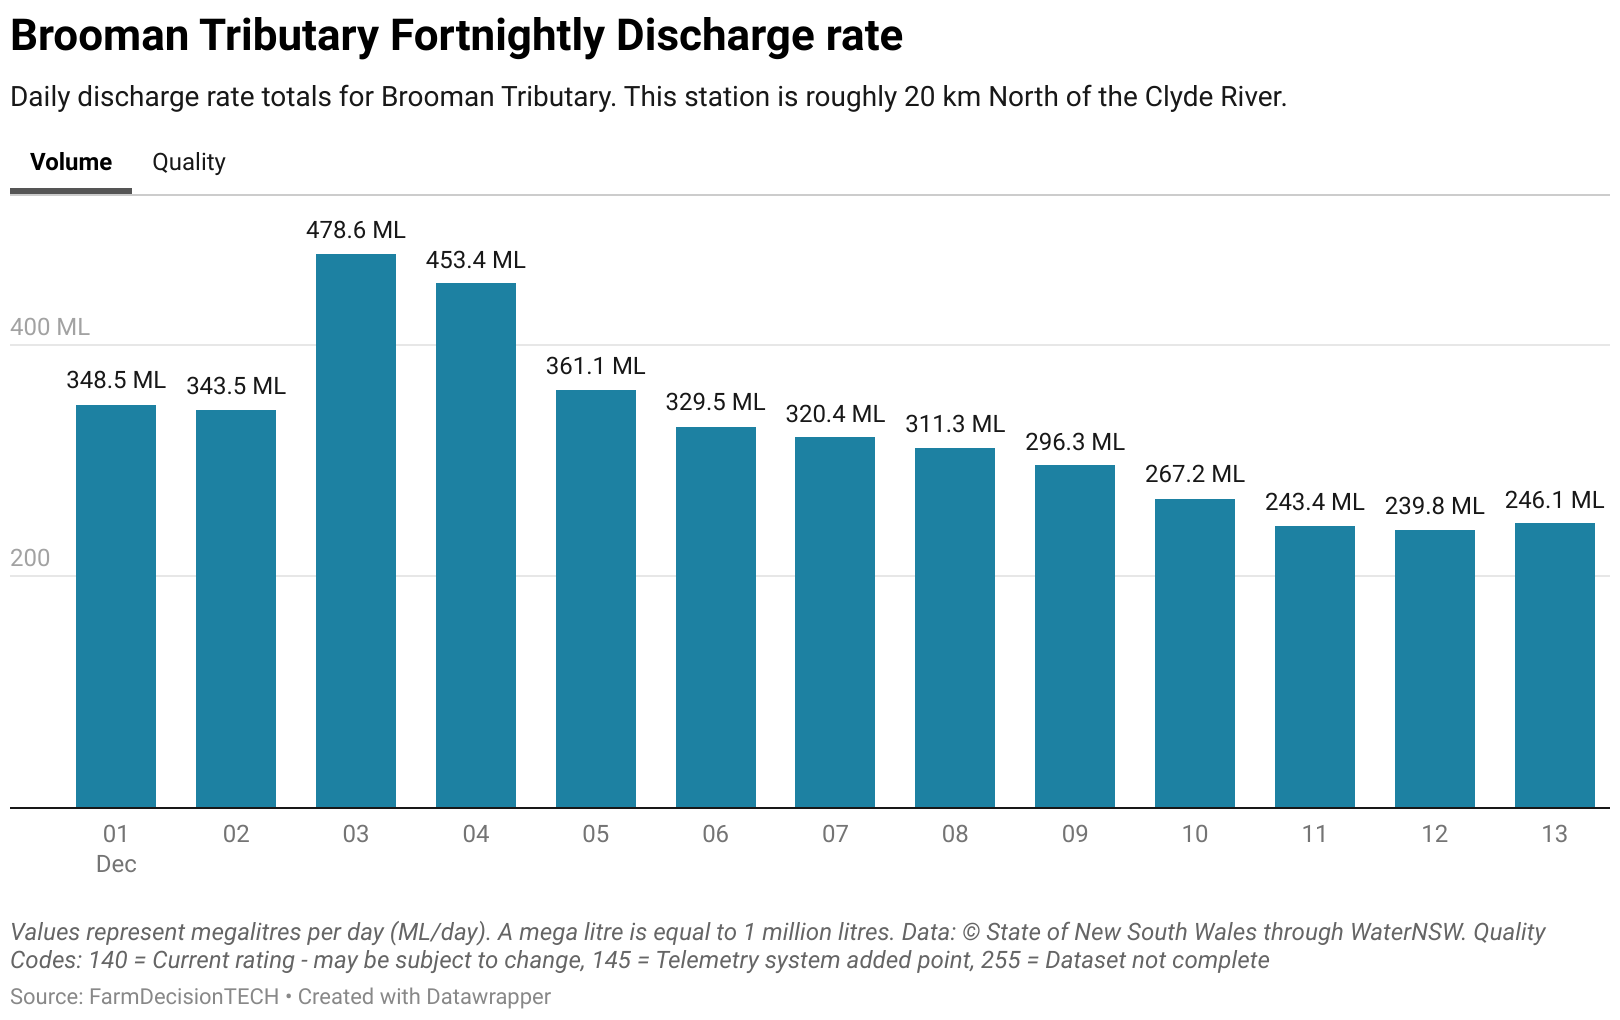 Brooman Tributary Fortnightly Discharge rate
Daily discharge rate totals for Brooman Tributary. This station is roughly 20 km North of the Clyde River.
Volume Quality
478.6 ML
453.4 ML
400 ML
361.1 ML
348.5 ML 343.5 ML
329.5 ML
320.4 ML
311.3 ML
296.3 ML
267.2 ML
243.4 ML 239.8 ML 246.1 ML
200
01 02 03 04 05 06 07 08 09 10 11 12 13
Dec
Values represent megalitres per day (ML/day). A mega litre is equal to 1 million litres. Data: © State of New South Wales through WaterNSW. Quality
Codes: 140 = Current rating - may be subject to change, 145 = Telemetry system added point, 255 = Dataset not complete
Source: FarmDecisionTECH • Created with Datawrapper